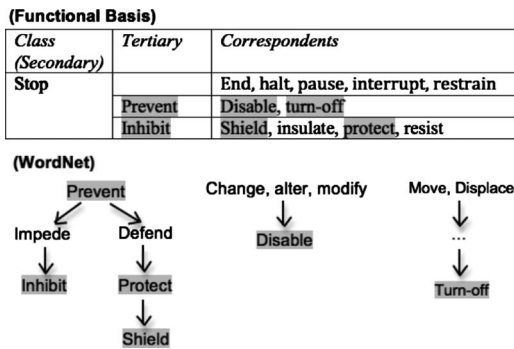 (Functional Basis)
Class (Secondary) Tertiary Correspondents
Stop End, halt, pause, interrupt, restrain
Prevent Disable, turn-off
Inhibit Shield, insulate, protect, resist
(WordNet)
Prevent Change, alter, modify Move, Displace
Impede Defend Disable ...
Inhibit Protect Turn-off
Shield